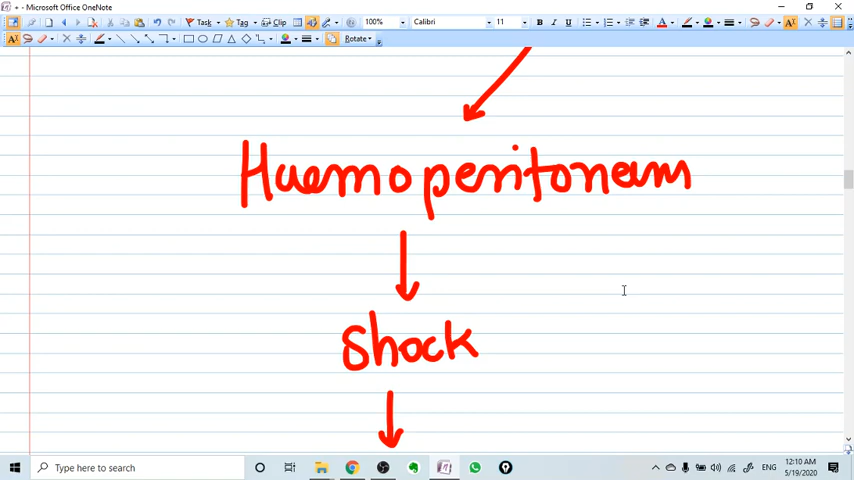 + - Microsoft Office OneNote
Task Tag Clip 100% Calibri 11 B I U
Rotate
Haemoperitoneum
Shock
Type here to search
ENG
12:10 AM
5/19/2020